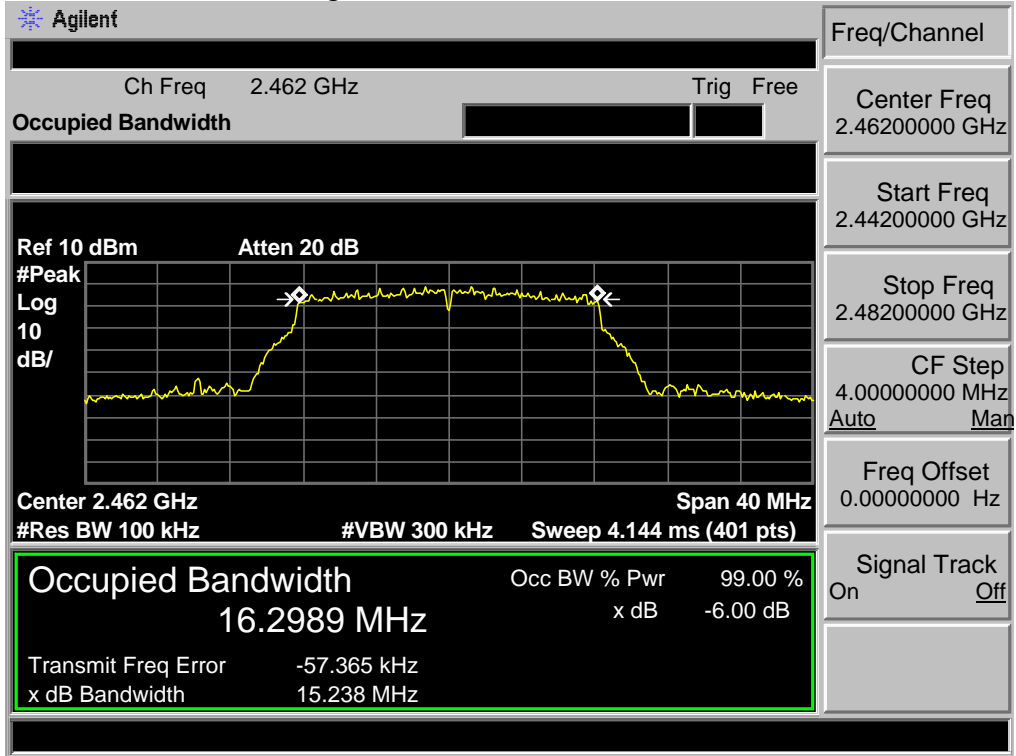 Agilent
Freq/Channel
Ch Freq 2.462 GHz Trig Free
Occupied Bandwidth
Center Freq
2.46200000 GHz
Start Freq
2.44200000 GHz
Ref 10 dBm Atten 20 dB
#Peak
Log
10
dB/
Stop Freq
2.48200000 GHz
CF Step
4.00000000 MHz
Auto Man
Freq Offset
0.00000000 Hz
Center 2.462 GHz Span 40 MHz
#Res BW 100 kHz #VBW 300 kHz Sweep 4.144 ms (401 pts)
Signal Track
On Off
Occupied Bandwidth Occ BW % Pwr 99.00 %
16.2989 MHz x dB -6.00 dB
Transmit Freq Error -57.365 kHz
x dB Bandwidth 15.238 MHz